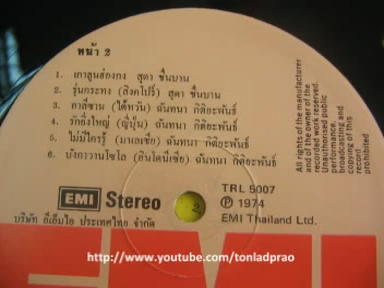 หน้า 2
1. เกาลูนฮ่องกง สุดา ชื่นบาน
2. รุ่นกระทง (สิงคโปร์) สุดา ชื่นบาน
3. อาลีซาน (ไต้หวัน) ฉันทนา กิติยะพันธ์
4. รักยิ่งใหญ่ (ญี่ปุ่น) ฉันทนา กิติยะพันธ์
5. ไม่มีใครรู้ (มาเลเซีย) ฉันทนา กิติยะพันธ์
6. บังกาวานโซโล (อินโดนีเซีย) ฉันทนา กิติยะพันธ์
All rights of the manufacturer
and of the owner of the
recorded work reserved.
Unauthorised public
performance,
broadcasting and
copying of this
record
prohibited
EMI Stereo
2
TRL 5007
℗ 1974
EMI Thailand Ltd.
บริษัท อีเอ็มไอ ประเทศไทย จำกัด
http://www.youtube.com/tonladprao
EMI